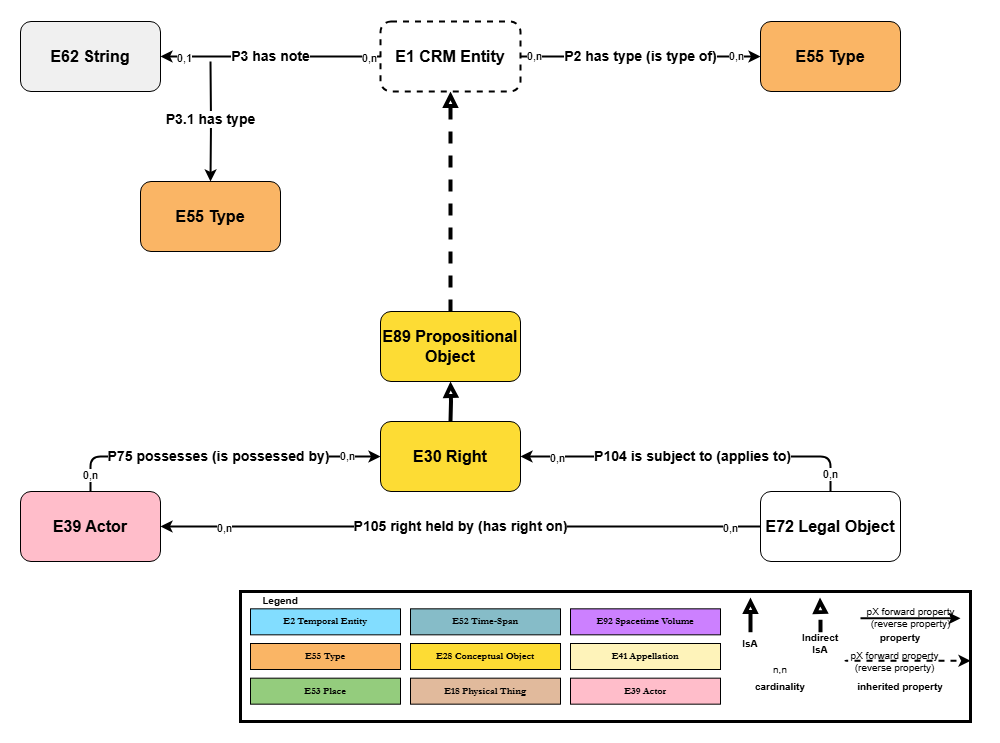 E62 String
0,1
P3 has note
0,n
E1 CRM Entity
0,n
P2 has type (is type of)
0,n
E55 Type
P3.1 has type
E55 Type
E89 Propositional
Object
P75 possesses (is possessed by)
0,n
0,n
E30 Right
0,n
P104 is subject to (applies to)
0,n
E39 Actor
0,n
P105 right held by (has right on)
0,n
E72 Legal Object
Legend
E2 Temporal Entity
E52 Time-Span
E92 Spacetime Volume
E55 Type
E28 Conceptual Object
E41 Appellation
E53 Place
E18 Physical Thing
E39 Actor
IsA
Indirect
IsA
n,n
cardinality
pX forward property
(reverse property)
property
pX forward property
(reverse property)
inherited property